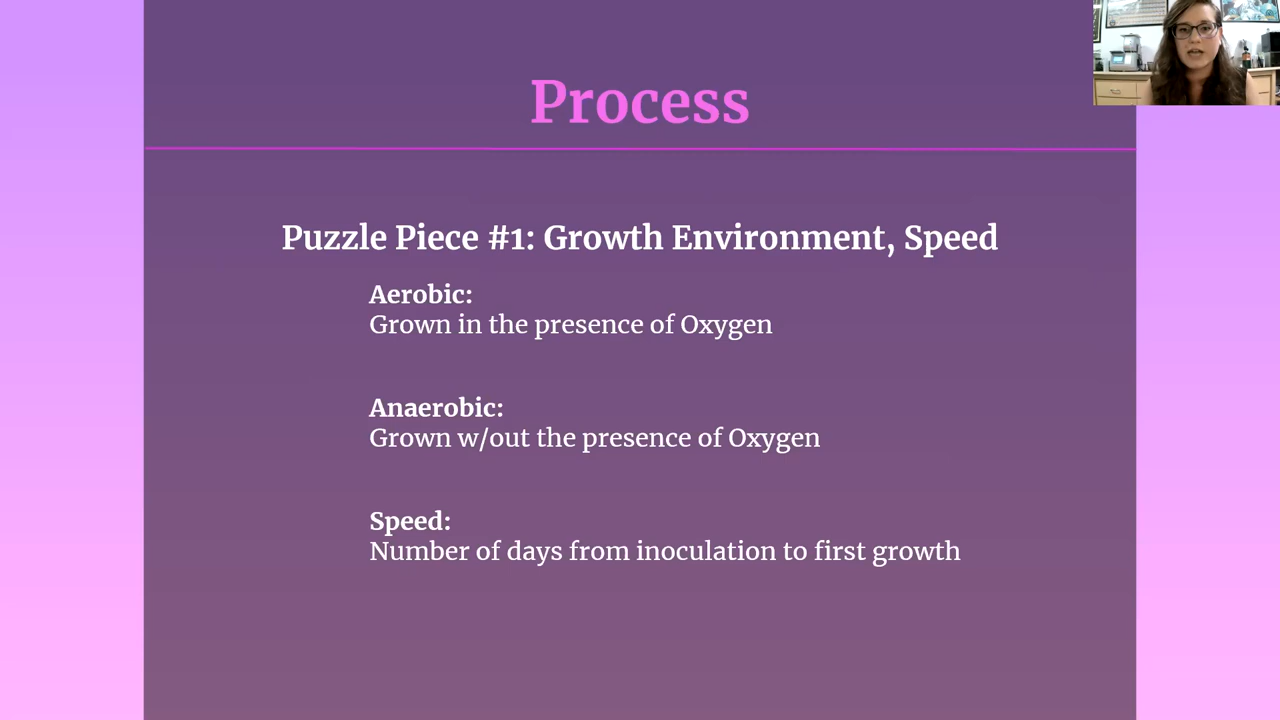 Process
Puzzle Piece #1: Growth Environment, Speed
Aerobic:
Grown in the presence of Oxygen
Anaerobic:
Grown w/out the presence of Oxygen
Speed:
Number of days from inoculation to first growth